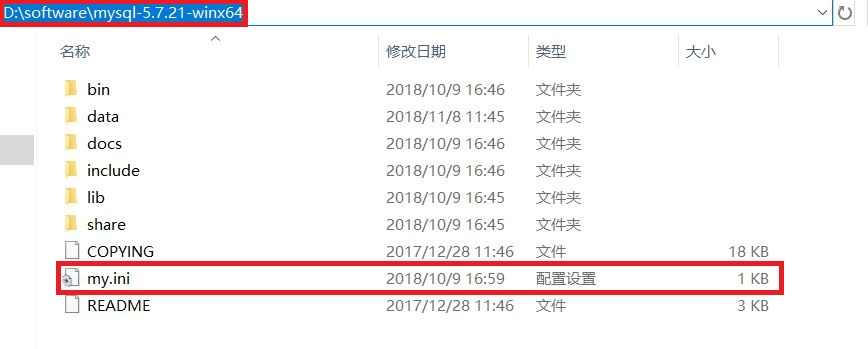 D:\software\mysql-5.7.21-winx64
名称 修改日期 类型 大小
bin 2018/10/9 16:46 文件夹
data 2018/11/8 11:45 文件夹
docs 2018/10/9 16:46 文件夹
include 2018/10/9 16:46 文件夹
lib 2018/10/9 16:45 文件夹
share 2018/10/9 16:45 文件夹
COPYING 2017/12/28 11:46 文件 18 KB
my.ini 2018/10/9 16:59 配置设置 1 KB
README 2017/12/28 11:46 文件 3 KB